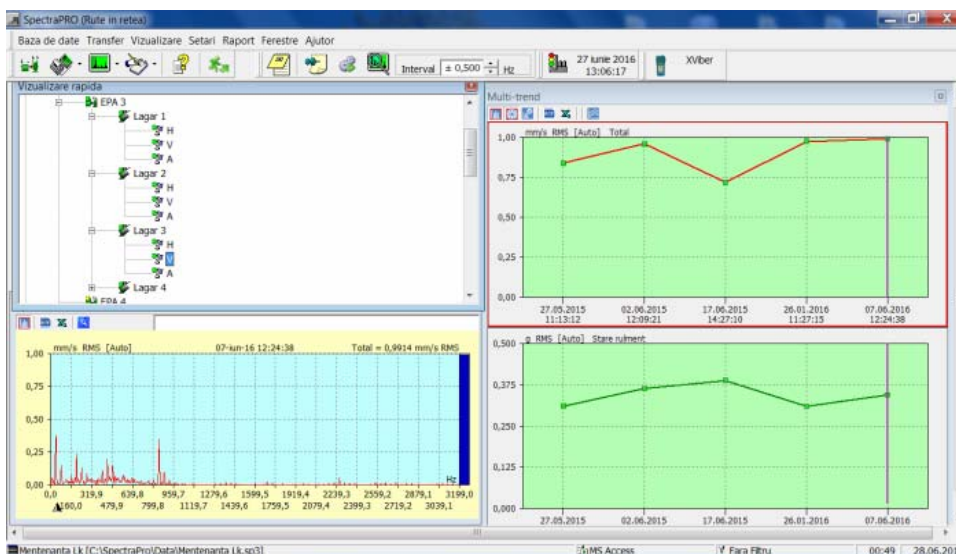 SpectraPRO (Rute in retea)
Baza de date Transfer Vizualizare Setari Raport Ferestre Ajutor
Interval ± 0,500 Hz
27 iunie 2016
13:06:17
XViber
Vizualizare rapida
EPA 3
Lagar 1
H
V
A
Lagar 2
H
V
A
Lagar 3
H
V
A
Lagar 4
EPA 4
mm/s RMS [Auto] 07-iun-16 12:24:38 Total = 0,9914 mm/s RMS
1,00
0,75
0,50
0,25
0,00
Hz
0,0 319,9 639,8 959,7 1279,6 1599,5 1919,4 2239,3 2559,2 2879,1 3199,0
160,0 479,9 799,8 1119,7 1439,6 1759,5 2079,4 2399,3 2719,2 3039,1
Multi-trend
mm/s RMS [Auto] Total
1,00
0,75
0,50
0,25
0,00
27.05.2015 02.06.2015 17.06.2015 26.01.2016 07.06.2016
11:13:12 12:09:21 14:27:10 11:27:15 12:24:38
g RMS [Auto] Stare rulment
0,500
0,375
0,250
0,125
0,000
27.05.2015 02.06.2015 17.06.2015 26.01.2016 07.06.2016
Mentenanta Lk [C:\SpectraPro\Data\Mentenanta Lk.sp3] MS Access Fara Filtru 00:49